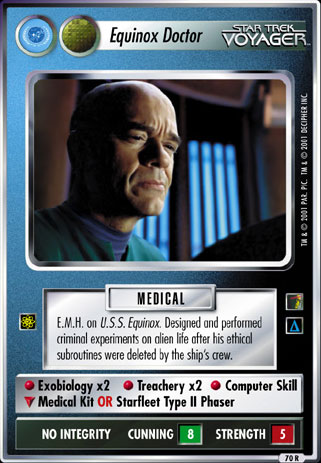 Equinox Doctor
STAR TREK
VOYAGER
TM & © 2001 PAR. PIC. TM & © 2001 DECIPHER INC.
MEDICAL
E.M.H. on U.S.S. Equinox. Designed and performed
criminal experiments on alien life after his ethical
subroutines were deleted by the ship's crew.
Exobiology x2 Treachery x2 Computer Skill
Medical Kit OR Starfleet Type II Phaser
NO INTEGRITY CUNNING 8 STRENGTH 5
70 R